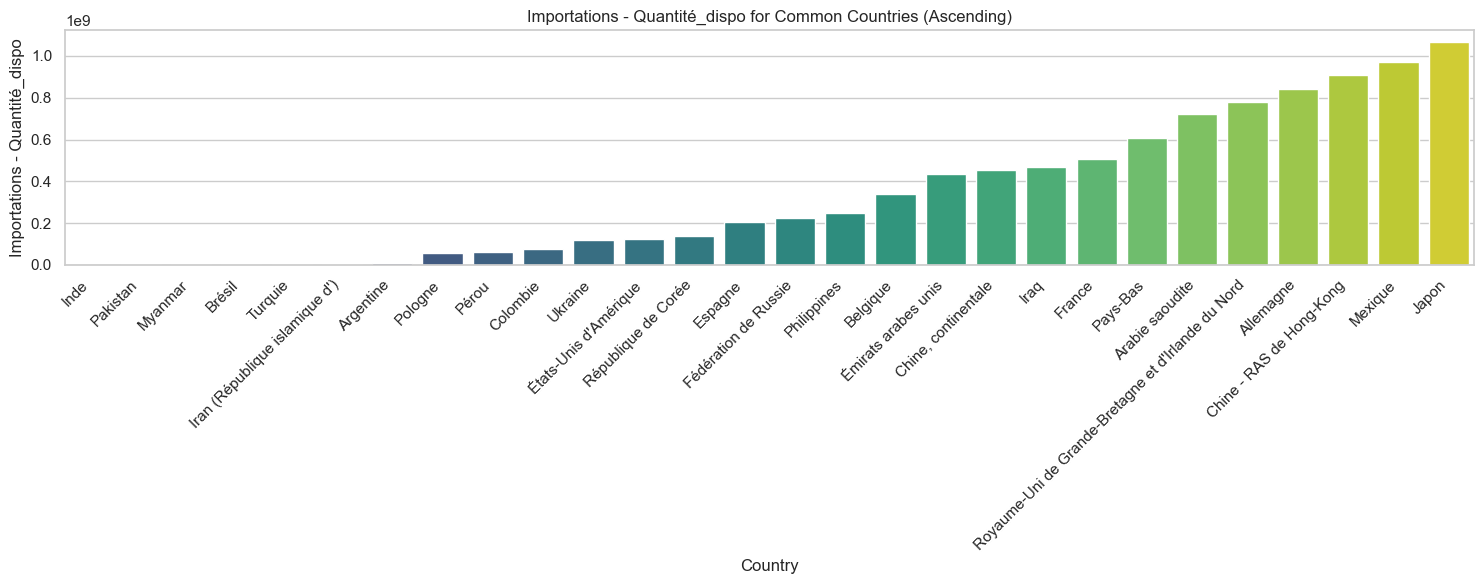 Importations - Quantité_dispo for Common Countries (Ascending)
1e9
Importations - Quantité_dispo
1.0
0.8
0.6
0.4
0.2
0.0
Inde
Pakistan
Myanmar
Brésil
Turquie
Iran (République islamique d')
Argentine
Pologne
Pérou
Colombie
Ukraine
États-Unis d'Amérique
République de Corée
Espagne
Fédération de Russie
Philippines
Belgique
Émirats arabes unis
Chine, continentale
Iraq
France
Pays-Bas
Arabie saoudite
Royaume-Uni de Grande-Bretagne et d'Irlande du Nord
Allemagne
Chine - RAS de Hong-Kong
Mexique
Japon
Country